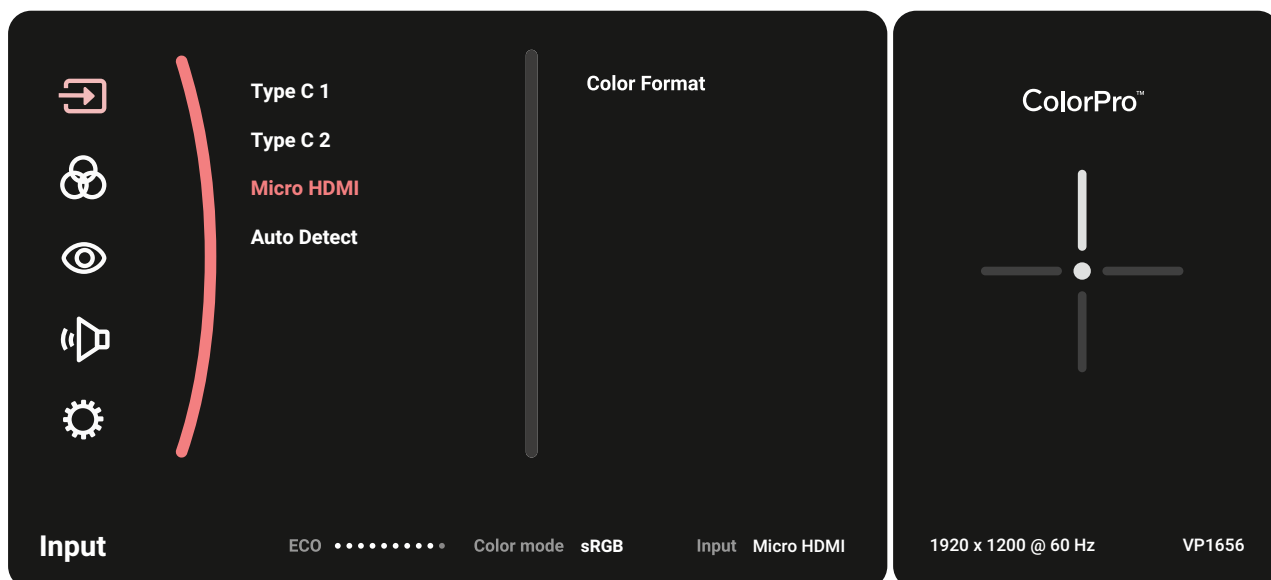 Type C 1
Type C 2
Micro HDMI
Auto Detect
Color Format
Input
ECO
Color mode sRGB
Input Micro HDMI
ColorPro™
1920 x 1200 @ 60 Hz
VP1656